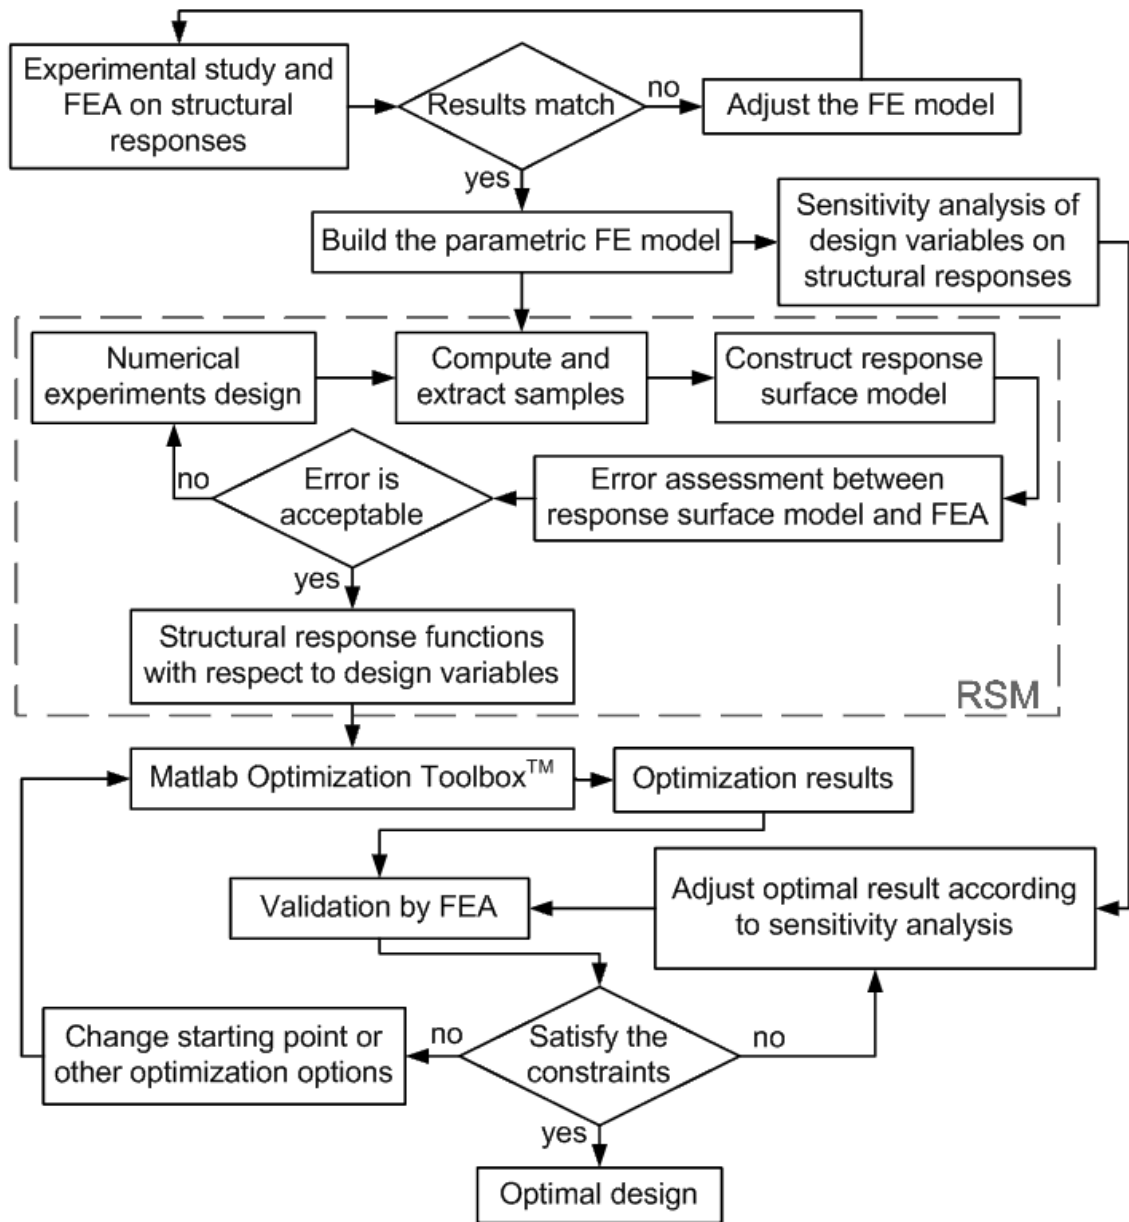 Experimental study and
FEA on structural
responses
Results match
no
Adjust the FE model
yes
Build the parametric FE model
Sensitivity analysis of
design variables on
structural responses
Numerical
experiments design
Compute and
extract samples
Construct response
surface model
no
Error is
acceptable
Error assessment between
response surface model and FEA
yes
Structural response functions
with respect to design variables
RSM
Matlab Optimization Toolbox™
Optimization results
Validation by FEA
Adjust optimal result according
to sensitivity analysis
Change starting point or
other optimization options
no
Satisfy the
constraints
no
yes
Optimal design